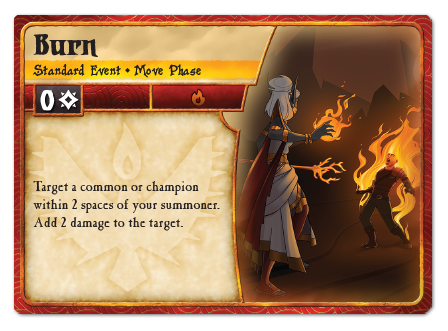 Burn
Standard Event • Move Phase
0
Target a common or champion
within 2 spaces of your summoner.
Add 2 damage to the target.